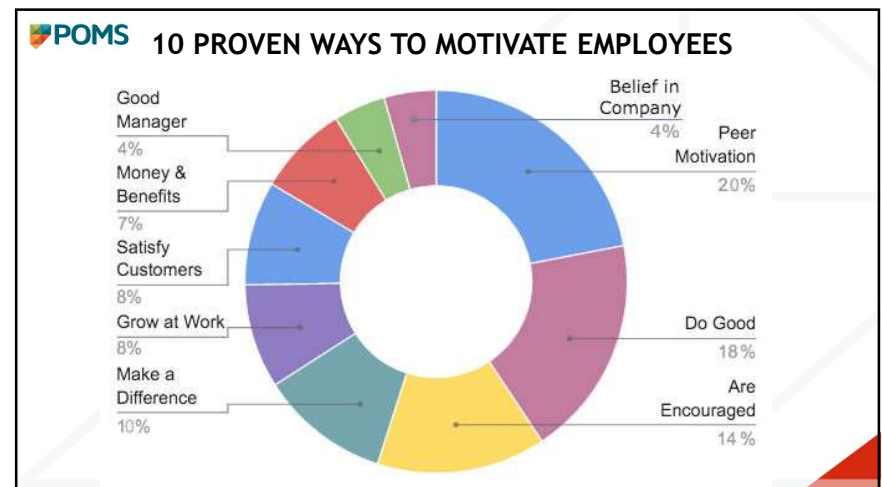 POMS
10 PROVEN WAYS TO MOTIVATE EMPLOYEES
Belief in
Company
4%
Peer
Motivation
20%
Do Good
18%
Are
Encouraged
14 %
Good
Manager
4%
Money &
Benefits
7%
Satisfy
Customers
8%
Grow at Work
8%
Make a
Difference
10%